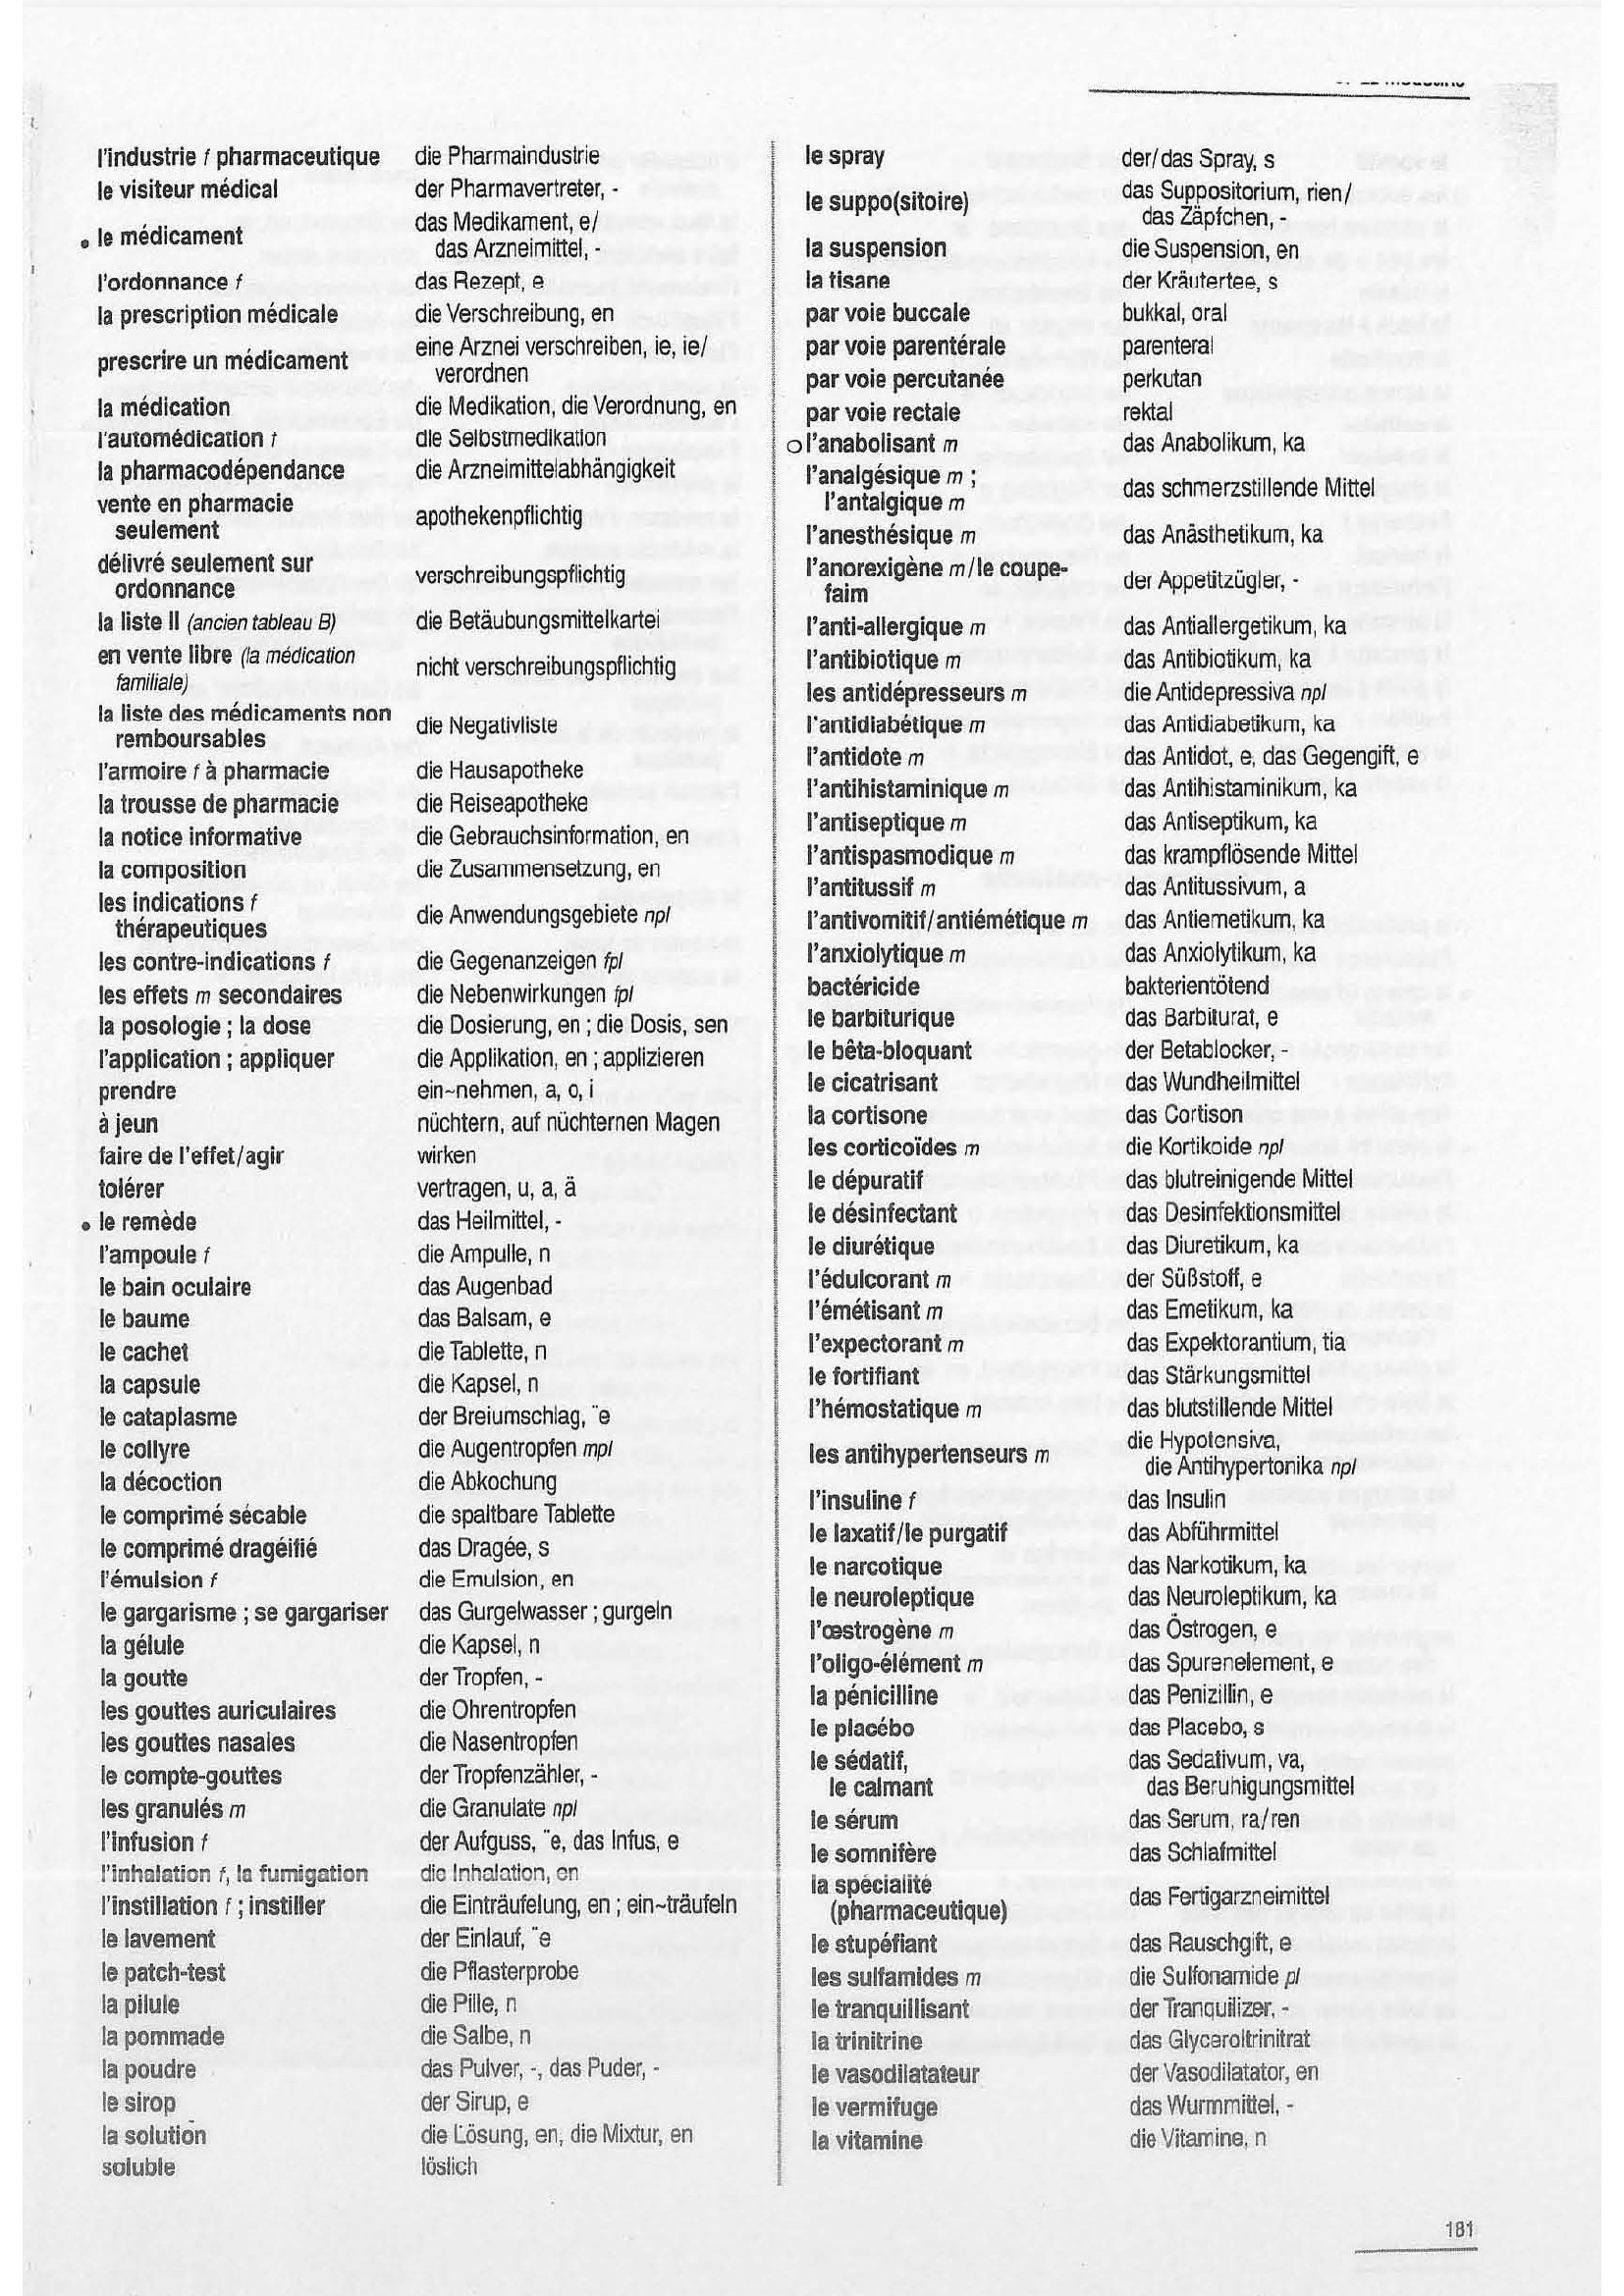 l'industrie f pharmaceutique die Pharmaindustrie
le visiteur médical der Pharmavertreter, -
• le médicament das Medikament, e/
das Arzneimittel, -
l'ordonnance f das Rezept, e
la prescription médicale die Verschreibung, en
prescrire un médicament eine Arznei verschreiben, ie, ie/
verordnen
la médication die Medikation, die Verordnung, en
l'automédication f die Selbstmedikation
la pharmacodépendance die Arzneimittelabhängigkeit
vente en pharmacie
seulement apothekenpflichtig
délivré seulement sur
ordonnance verschreibungspflichtig
la liste II (ancien tableau B) die Betäubungsmittelkartei
en vente libre (la médication
familiale) nicht verschreibungspflichtig
la liste des médicaments non
remboursables die Negativliste
l'armoire f à pharmacie die Hausapotheke
la trousse de pharmacie die Reiseapotheke
la notice informative die Gebrauchsinformation, en
la composition die Zusammensetzung, en
les indications f
thérapeutiques die Anwendungsgebiete npl
les contre-indications f die Gegenanzeigen fpl
les effets m secondaires die Nebenwirkungen fpl
la posologie ; la dose die Dosierung, en ; die Dosis, sen
l'application ; appliquer die Applikation, en ; applizieren
prendre ein~nehmen, a, o, i
à jeun nüchtern, auf nüchternen Magen
faire de l'effet/agir wirken
tolérer vertragen, u, a, ä
• le remède das Heilmittel, -
l'ampoule f die Ampulle, n
le bain oculaire das Augenbad
le baume das Balsam, e
le cachet die Tablette, n
la capsule die Kapsel, n
le cataplasme der Breiumschlag, ¨e
le collyre die Augentropfen mpl
la décoction die Abkochung
le comprimé sécable die spaltbare Tablette
le comprimé dragéifié das Dragée, s
l'émulsion f die Emulsion, en
le gargarisme ; se gargariser das Gurgelwasser ; gurgeln
la gélule die Kapsel, n
la goutte der Tropfen, -
les gouttes auriculaires die Ohrentropfen
les gouttes nasales die Nasentropfen
le compte-gouttes der Tropfenzähler, -
les granulés m die Granulate npl
l'infusion f der Aufguss, ¨e, das Infus, e
l'inhalation f, la fumigation die Inhalation, en
l'instillation f ; instiller die Einträufelung, en ; ein~träufeln
le lavement der Einlauf, ¨e
le patch-test die Pflasterprobe
la pilule die Pille, n
la pommade die Salbe, n
la poudre das Pulver, -, das Puder, -
le sirop der Sirup, e
la solution die Lösung, en, die Mixtur, en
soluble löslich
le spray der/das Spray, s
le suppo(sitoire) das Suppositorium, rien/
das Zäpfchen, -
la suspension die Suspension, en
la tisane der Kräutertee, s
par voie buccale bukkal, oral
par voie parentérale parenteral
par voie percutanée perkutan
par voie rectale rektal
o l'anabolisant m das Anabolikum, ka
l'analgésique m ;
l'antalgique m das schmerzstillende Mittel
l'anesthésique m das Anästhetikum, ka
l'anorexigène m/le coupe-
faim der Appetitzügler, -
l'anti-allergique m das Antiallergetikum, ka
l'antibiotique m das Antibiotikum, ka
les antidépresseurs m die Antidepressiva npl
l'antidiabétique m das Antidiabetikum, ka
l'antidote m das Antidot, e, das Gegengift, e
l'antihistaminique m das Antihistaminikum, ka
l'antiseptique m das Antiseptikum, ka
l'antispasmodique m das krampflösende Mittel
l'antitussif m das Antitussivum, a
l'antivomitif/antiémétique m das Antiemetikum, ka
l'anxiolytique m das Anxiolytikum, ka
bactéricide bakterientötend
le barbiturique das Barbiturat, e
le bêta-bloquant der Betablocker, -
le cicatrisant das Wundheilmittel
la cortisone das Cortison
les corticoïdes m die Kortikoide npl
le dépuratif das blutreinigende Mittel
le désinfectant das Desinfektionsmittel
le diurétique das Diuretikum, ka
l'édulcorant m der Süßstoff, e
l'émétisant m das Emetikum, ka
l'expectorant m das Expektorantium, tia
le fortifiant das Stärkungsmittel
l'hémostatique m das blutstillende Mittel
les antihypertenseurs m die Hypotensiva,
die Antihypertonika npl
l'insuline f das Insulin
le laxatif/le purgatif das Abführmittel
le narcotique das Narkotikum, ka
le neuroleptique das Neuroleptikum, ka
l'œstrogène m das Östrogen, e
l'oligo-élément m das Spurenelement, e
la pénicilline das Penizillin, e
le placébo das Placebo, s
le sédatif, das Sedativum, va,
le calmant das Beruhigungsmittel
le sérum das Serum, ra/ren
le somnifère das Schlafmittel
la spécialité
(pharmaceutique) das Fertigarzneimittel
le stupéfiant das Rauschgift, e
les sulfamides m die Sulfonamide pl
le tranquillisant der Tranquilizer, -
la trinitrine das Glyceroltrinitrat
le vasodilatateur der Vasodilatator, en
le vermifuge das Wurmmittel, -
la vitamine die Vitamine, n
181